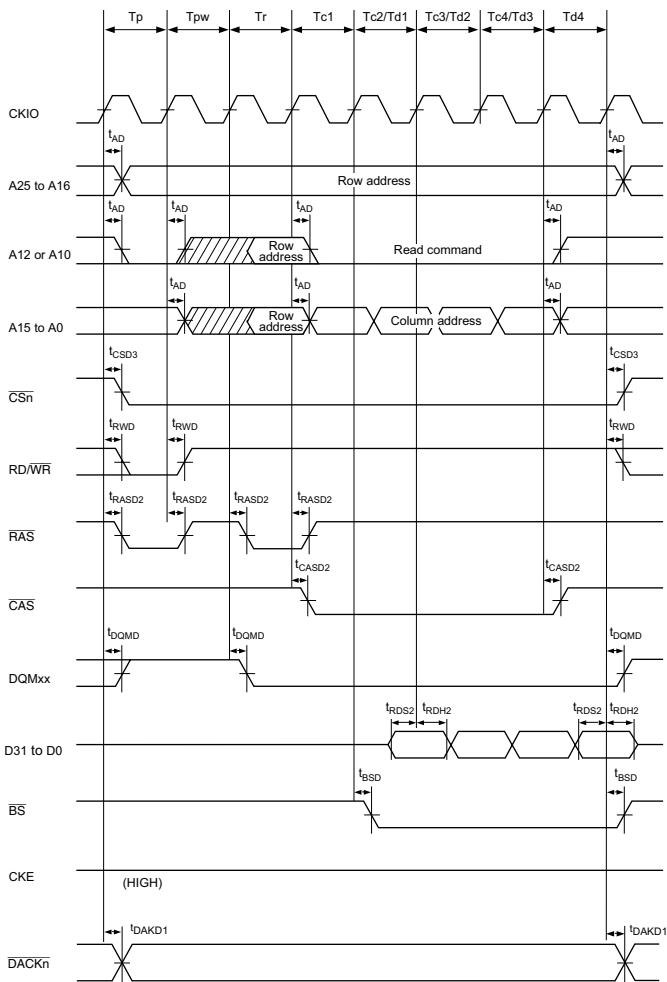 Tp Tpw Tr Tc1 Tc2/Td1 Tc3/Td2 Tc4/Td3 Td4
CKIO
tAD tAD
A25 to A16 Row address
tAD tAD tAD tAD
A12 or A10 Row address Read command
tAD tAD tAD
A15 to A0 Row address Column address
tCSD3 tCSD3
CSn
tRWD tRWD tRWD
RD/WR
tRASD2 tRASD2 tRASD2 tRASD2
RAS
tCASD2 tCASD2
CAS
tDQMD tDQMD tDQMD
DQMxx
tRDS2 tRDH2 tRDS2 tRDH2
D31 to D0
tBSD tBSD
BS
CKE
(HIGH)
tDAKD1 tDAKD1
DACKn